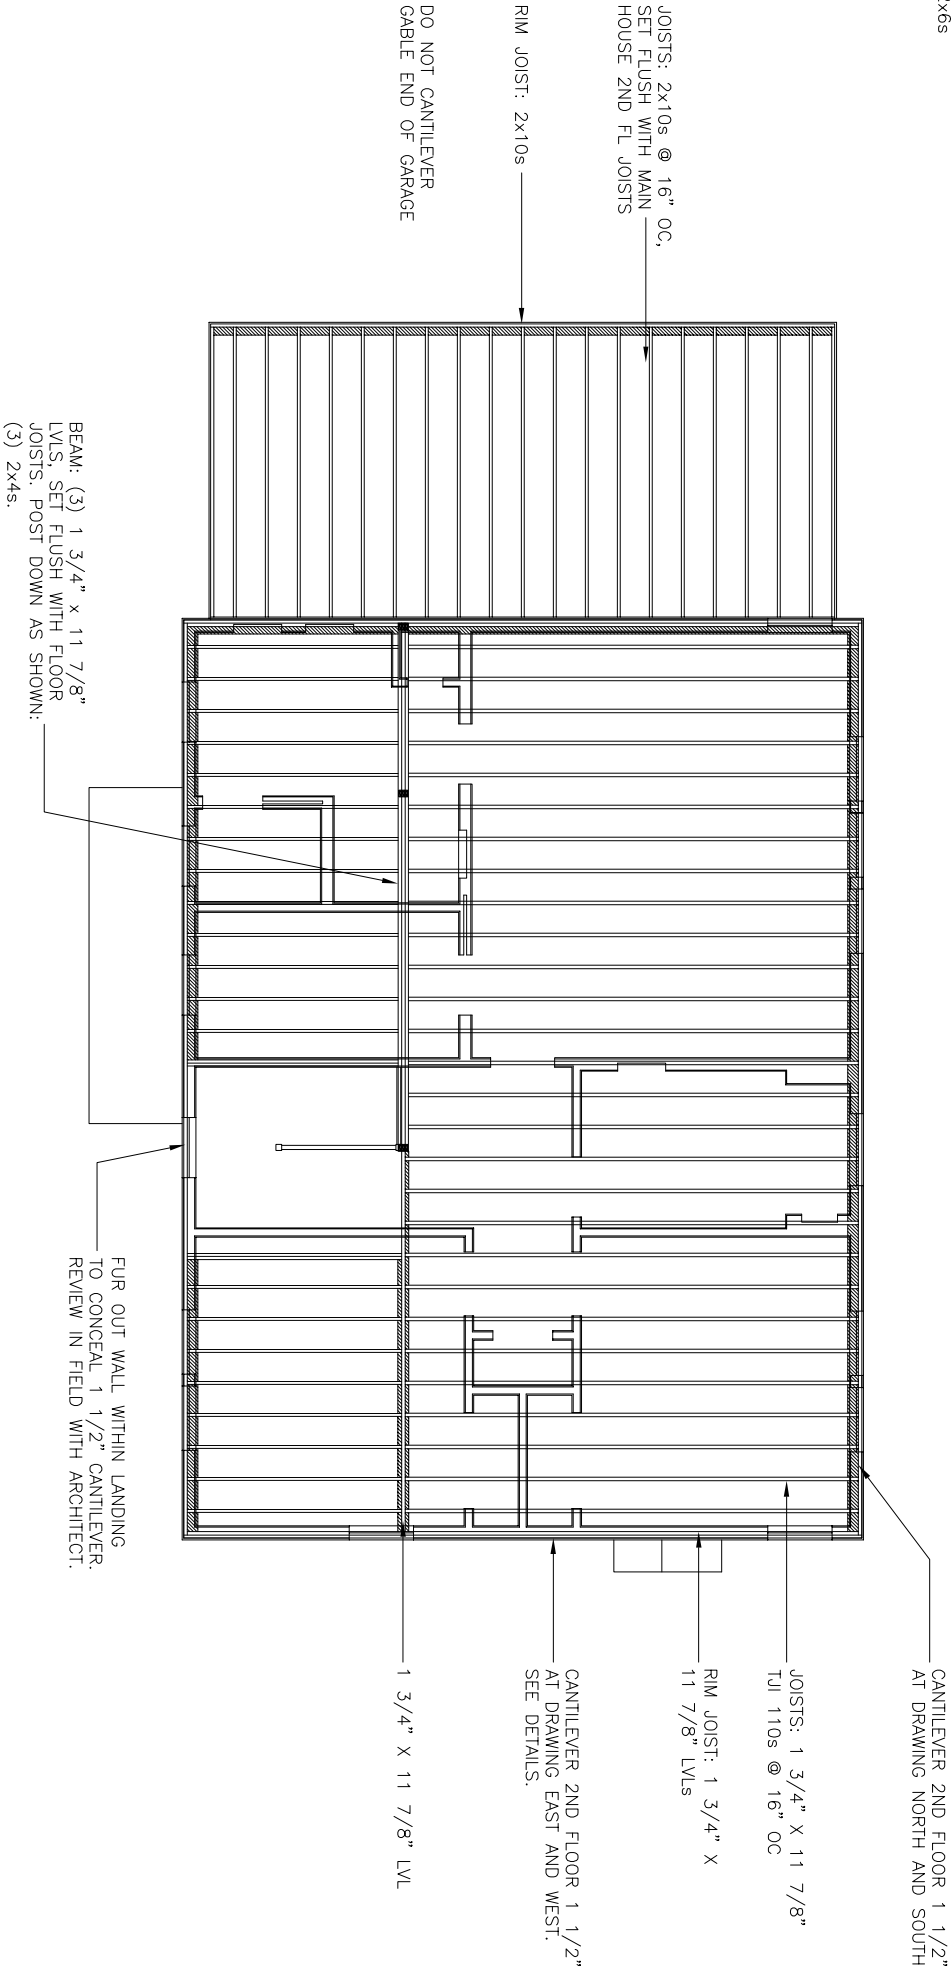 2x6s
JOISTS: 2x10s @ 16" OC,
SET FLUSH WITH MAIN
HOUSE 2ND FL JOISTS
RIM JOIST: 2x10s
DO NOT CANTILEVER
GABLE END OF GARAGE
BEAM: (3) 1 3/4" x 11 7/8"
LVLS, SET FLUSH WITH FLOOR
JOISTS. POST DOWN AS SHOWN:
(3) 2x4s.
FUR OUT WALL WITHIN LANDING
TO CONCEAL 1 1/2" CANTILEVER.
REVIEW IN FIELD WITH ARCHITECT.
CANTILEVER 2ND FLOOR 1 1/2"
AT DRAWING NORTH AND SOUTH
JOISTS: 1 3/4" X 11 7/8"
TJI 110s @ 16" OC
RIM JOIST: 1 3/4" X
11 7/8" LVLs
CANTILEVER 2ND FLOOR 1 1/2"
AT DRAWING EAST AND WEST.
SEE DETAILS.
1 3/4" X 11 7/8" LVL